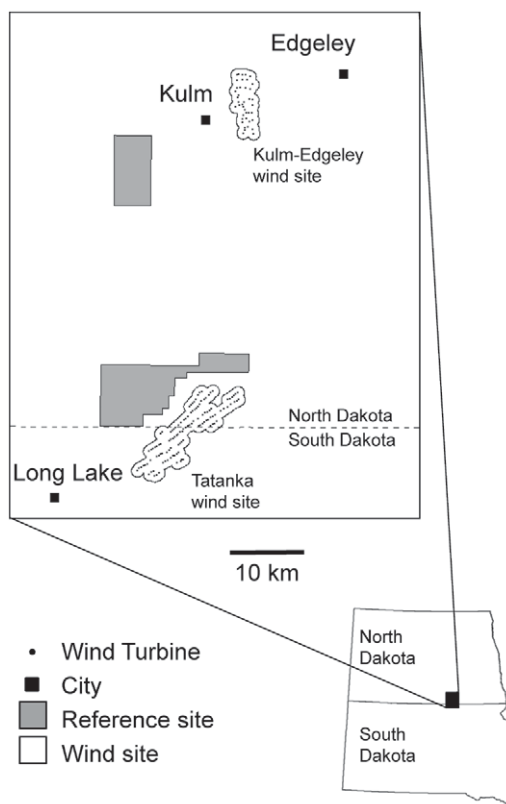 Edgeley
Kulm
Kulm-Edgeley
wind site
North Dakota
South Dakota
Long Lake
Tatanka
wind site
10 km
Wind Turbine
City
Reference site
Wind site
North
Dakota
South
Dakota